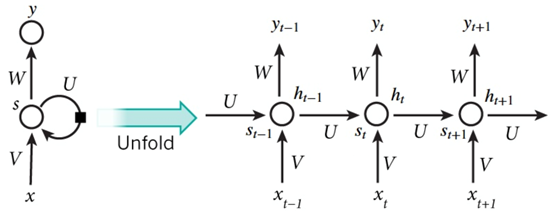 y
W
U
s
V
x
Unfold
y_{t-1} y_t y_{t+1}
W W W
U h_{t-1} h_t h_{t+1}
s_{t-1} U s_t U s_{t+1} U
V V V
x_{t-1} x_t x_{t+1}